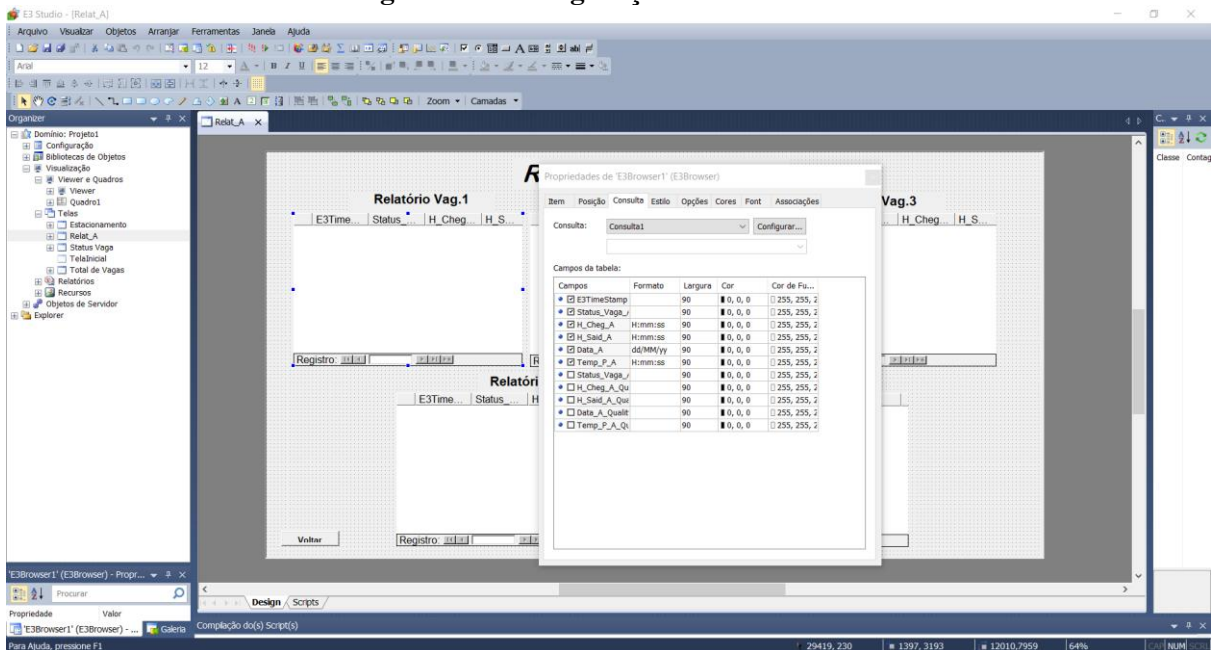 E3 Studio - [Relat_A]
Arquivo Visualizar Objetos Arranjar Ferramentas Janela Ajuda
Arial 12
Zoom Camadas
Organizer
Domínio: Projeto1
Configuração
Bibliotecas de Objetos
Visualização
Viewer e Quadros
Viewer
Quadro1
Telas
Estacionamento
Relat_A
Status Vaga
TelaInicial
Total de Vagas
Relatórios
Recursos
Objetos de Servidor
Explorer
Relat_A X
R
Relatório Vag.1
E3Time... Status_... H_Cheg... H_S...
Registro:
Relatóri
E3Time... Status_... H
Voltar
Registro:
Vag.3
H_Cheg... H_S...
Propriedades de 'E3Browser1' (E3Browser)
Item Posição Consulta Estilo Opções Cores Font Associações
Consulta: Consulta1 Configurar...
Campos da tabela:
Campos Formato Largura Cor Cor de Fu...
E3TimeStamp 90 0, 0, 0 255, 255, 2
Status_Vaga_ 90 0, 0, 0 255, 255, 2
H_Cheg_A H:mm:ss 90 0, 0, 0 255, 255, 2
H_Said_A H:mm:ss 90 0, 0, 0 255, 255, 2
Data_A dd/MM/yy 90 0, 0, 0 255, 255, 2
Temp_P_A H:mm:ss 90 0, 0, 0 255, 255, 2
Status_Vaga_ 90 0, 0, 0 255, 255, 2
H_Cheg_A_Qu 90 0, 0, 0 255, 255, 2
H_Said_A_Qua 90 0, 0, 0 255, 255, 2
Data_A_Qualit 90 0, 0, 0 255, 255, 2
Temp_P_A_Qu 90 0, 0, 0 255, 255, 2
C...
Classe Contag
'E3Browser1' (E3Browser) - Propr...
Procurar
Propriedade Valor
'E3Browser1' (E3Browser) - ... Galeria
Design Scripts
Compilação do(s) Script(s)
Para Ajuda, pressione F1
29419, 230 1397, 3193 12010,7959 64% CAP NUM SCRL